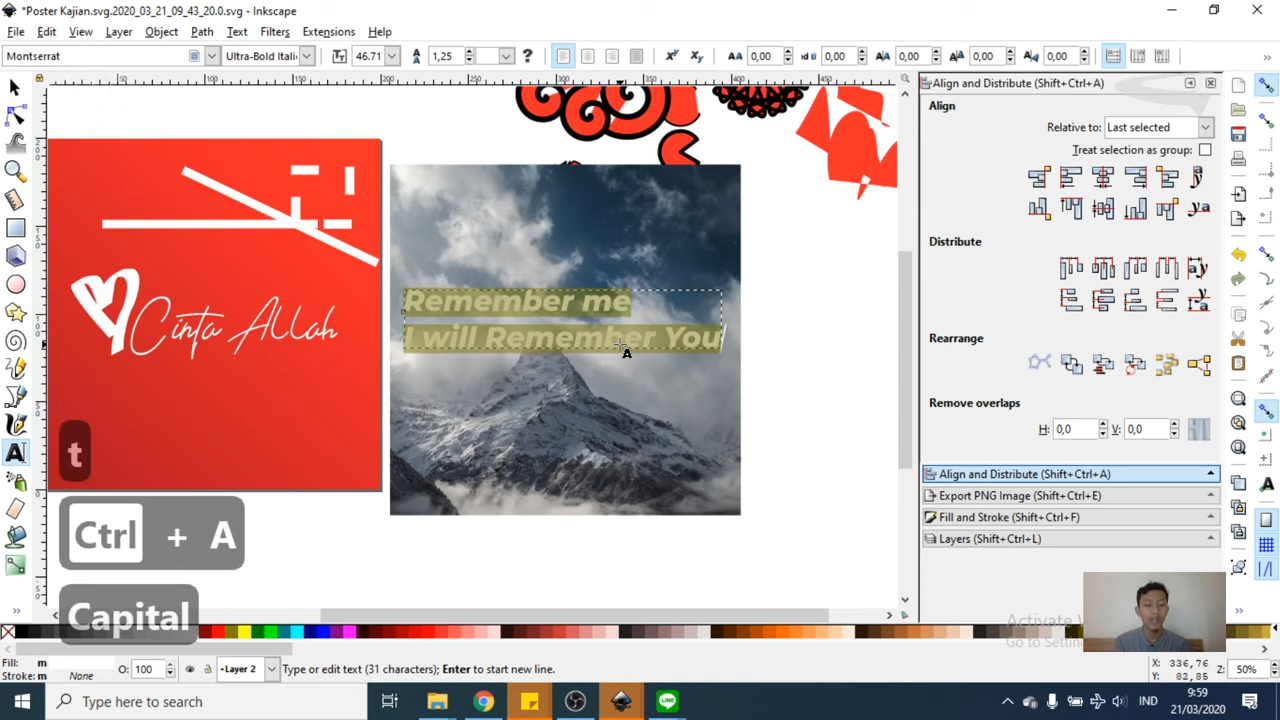 *Poster Kajian.svg.2020_03_21_09_43_20.0.svg - Inkscape
File Edit View Layer Object Path Text Filters Extensions Help
Montserrat Ultra-Bold Itali 46.71 1,25 0,00 0,00 0,00 0,00 0,00
Align and Distribute (Shift+Ctrl+A)
Align
Relative to: Last selected
Treat selection as group:
Distribute
Rearrange
Remove overlaps
H: 0,0 V: 0,0
Align and Distribute (Shift+Ctrl+A)
Export PNG Image (Shift+Ctrl+E)
Fill and Stroke (Shift+Ctrl+F)
Layers (Shift+Ctrl+L)
Cinta Allah
Remember me
I will Remember You
t
Ctrl + A
Capital
Fill: m
Stroke: m None
O: 100
Layer 2
Type or edit text (31 characters); Enter to start new line.
X: 336,76
Y: 82,85
Z: 50%
Type here to search
IND
9:59
21/03/2020